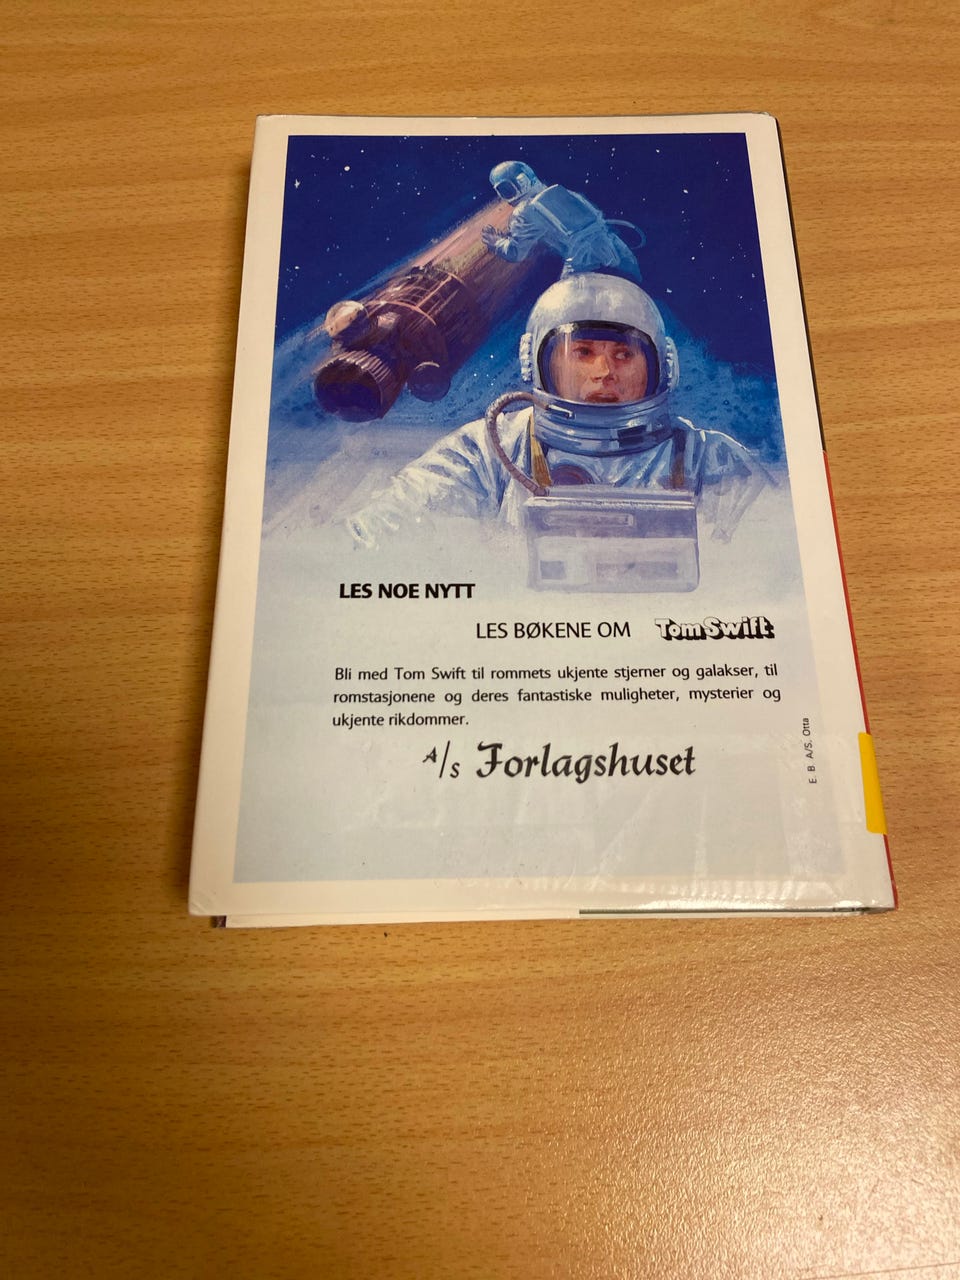 LES NOE NYTT
LES BØKENE OM Tom Swift
Bli med Tom Swift til rommets ukjente stjerner og galakser, til
romstasjonene og deres fantastiske muligheter, mysterier og
ukjente rikdommer.
A/s Forlagshuset
E. B. A/S, Otta